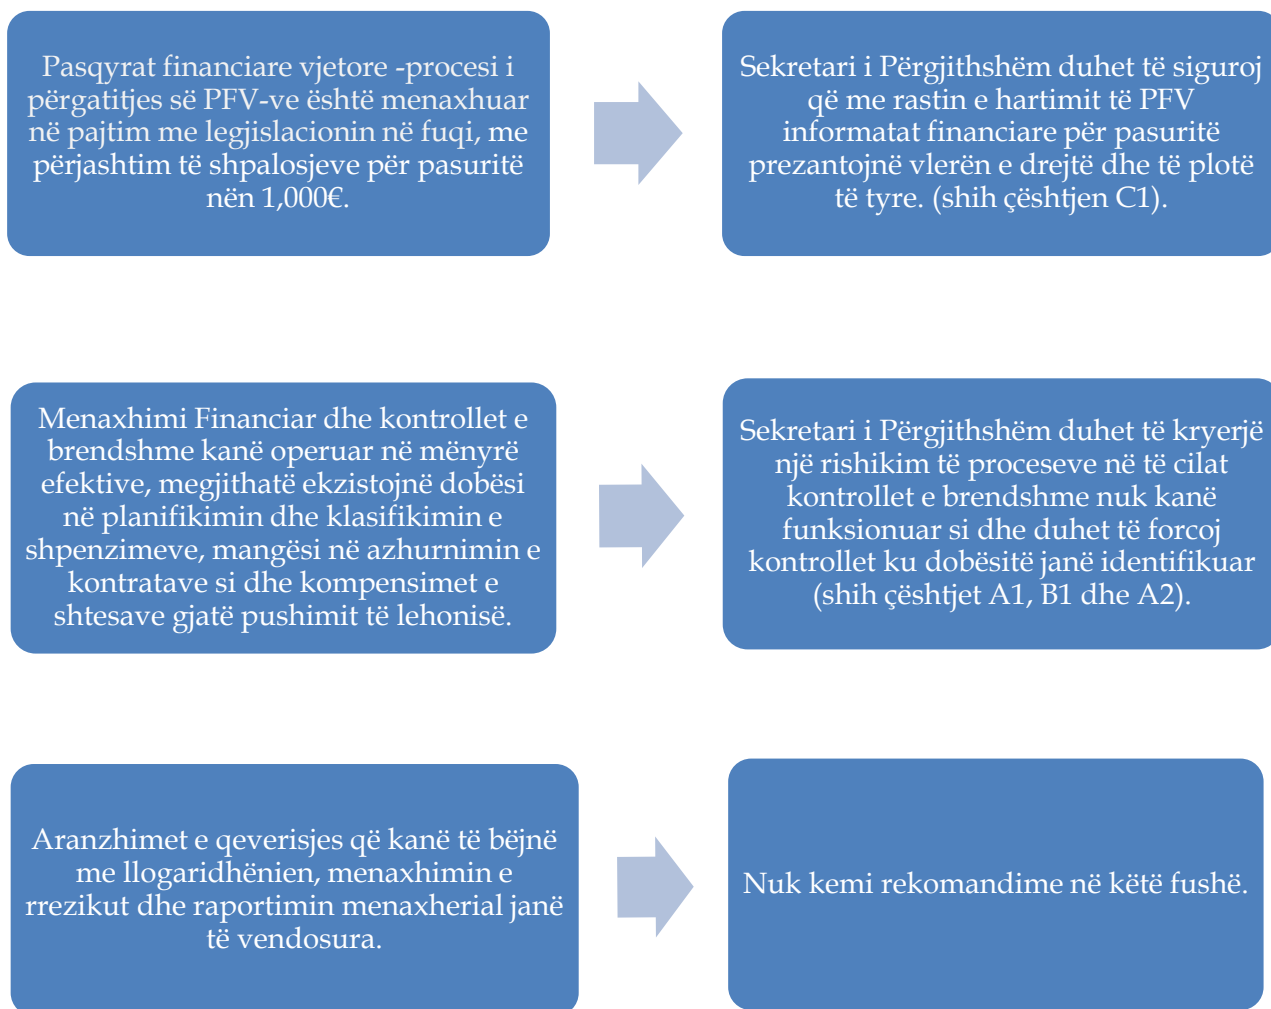 Pasqyrat financiare vjetore -procesi i
përgatitjes së PFV-ve është menaxhuar
në pajtim me legjislacionin në fuqi, me
përjashtim të shpalosjeve për pasuritë
nën 1,000€.
Sekretari i Përgjithshëm duhet të siguroj
që me rastin e hartimit të PFV
informatat financiare për pasuritë
prezantojnë vlerën e drejtë dhe të plotë
të tyre. (shih çështjen C1).
Menaxhimi Financiar dhe kontrollet e
brendshme kanë operuar në mënyrë
efektive, megjithatë ekzistojnë dobësi
në planifikimin dhe klasifikimin e
shpenzimeve, mangësi në azhurnimin e
kontratave si dhe kompensimet e
shtesave gjatë pushimit të lehonisë.
Sekretari i Përgjithshëm duhet të kryerjë
një rishikim të proceseve në të cilat
kontrollet e brendshme nuk kanë
funksionuar si dhe duhet të forcoj
kontrollet ku dobësitë janë identifikuar
(shih çështjet A1, B1 dhe A2).
Aranzhimet e qeverisjes që kanë të bëjnë
me llogaridhënien, menaxhimin e
rrezikut dhe raportimin menaxherial janë
të vendosura.
Nuk kemi rekomandime në këtë fushë.